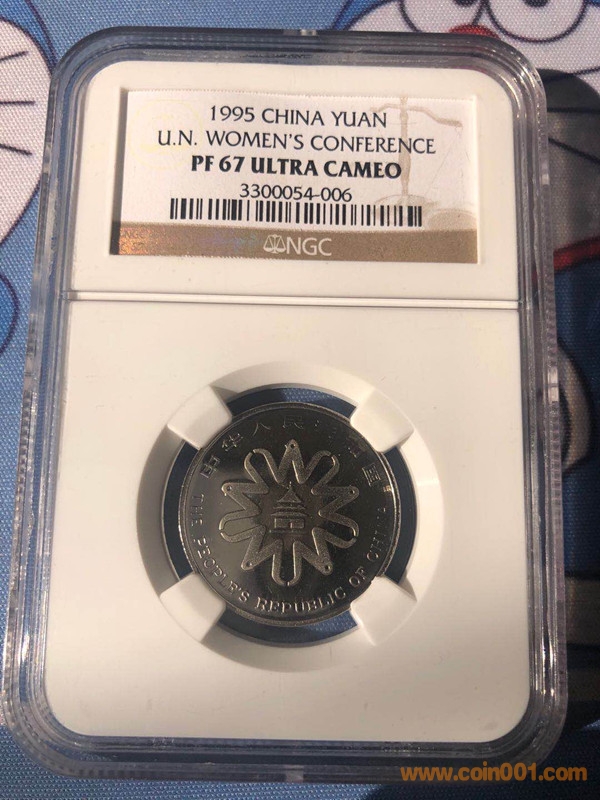 1995 CHINA YUAN
U.N. WOMEN'S CONFERENCE
PF 67 ULTRA CAMEO
3300054-006
NGC
中华人民共和国
THE PEOPLE'S REPUBLIC OF CHINA
www.coin001.com